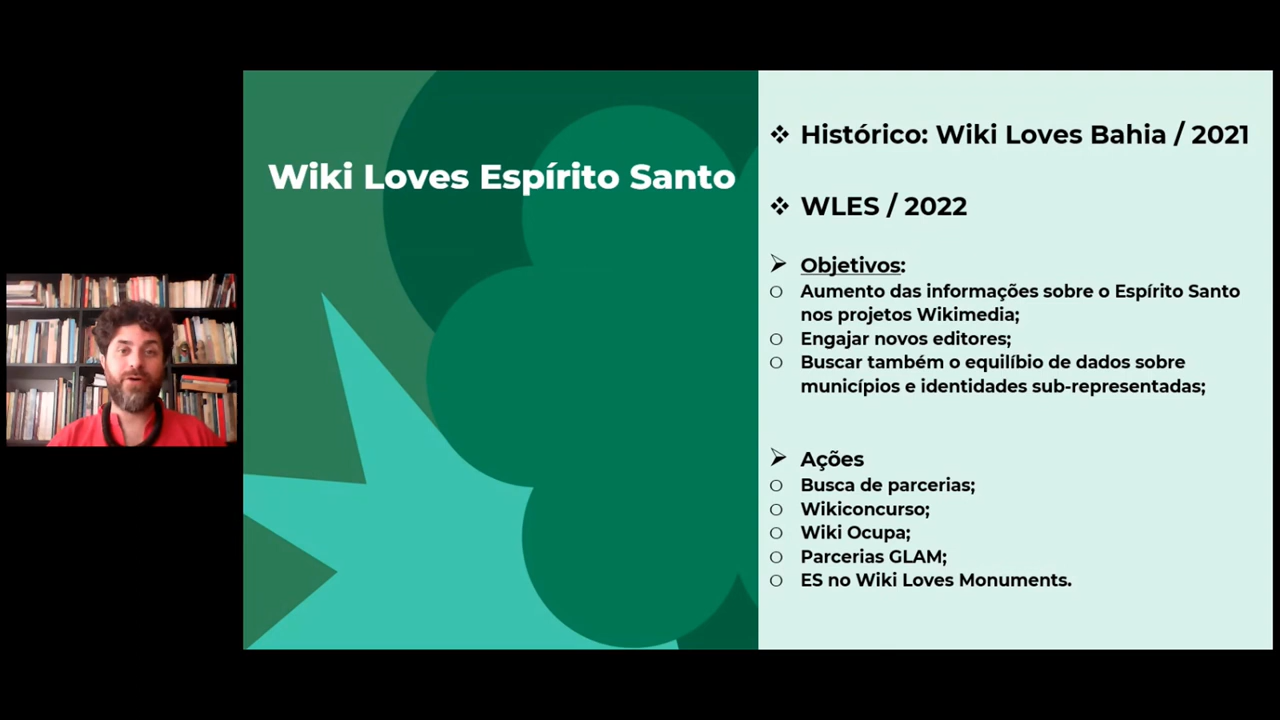 Wiki Loves Espírito Santo
❖ Histórico: Wiki Loves Bahia / 2021
❖ WLES / 2022
➢ Objetivos:
o Aumento das informações sobre o Espírito Santo
nos projetos Wikimedia;
o Engajar novos editores;
o Buscar também o equilíbio de dados sobre
municípios e identidades sub-representadas;
➢ Ações
o Busca de parcerias;
o Wikiconcurso;
o Wiki Ocupa;
o Parcerias GLAM;
o ES no Wiki Loves Monuments.